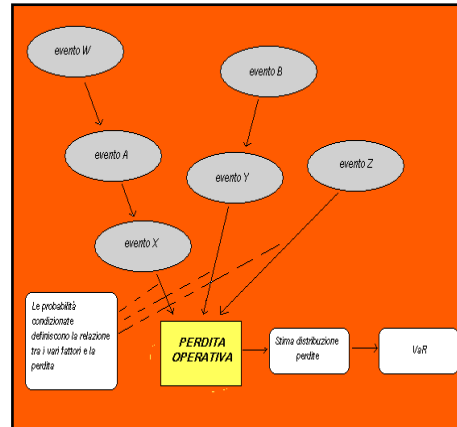 evento W
evento B
evento A
evento Y
evento Z
evento X
Le probabilità
condizionate
definiscono la relazione
tra i vari fattori e la
perdita
PERDITA
OPERATIVA
Stima distribuzione
perdite
VaR